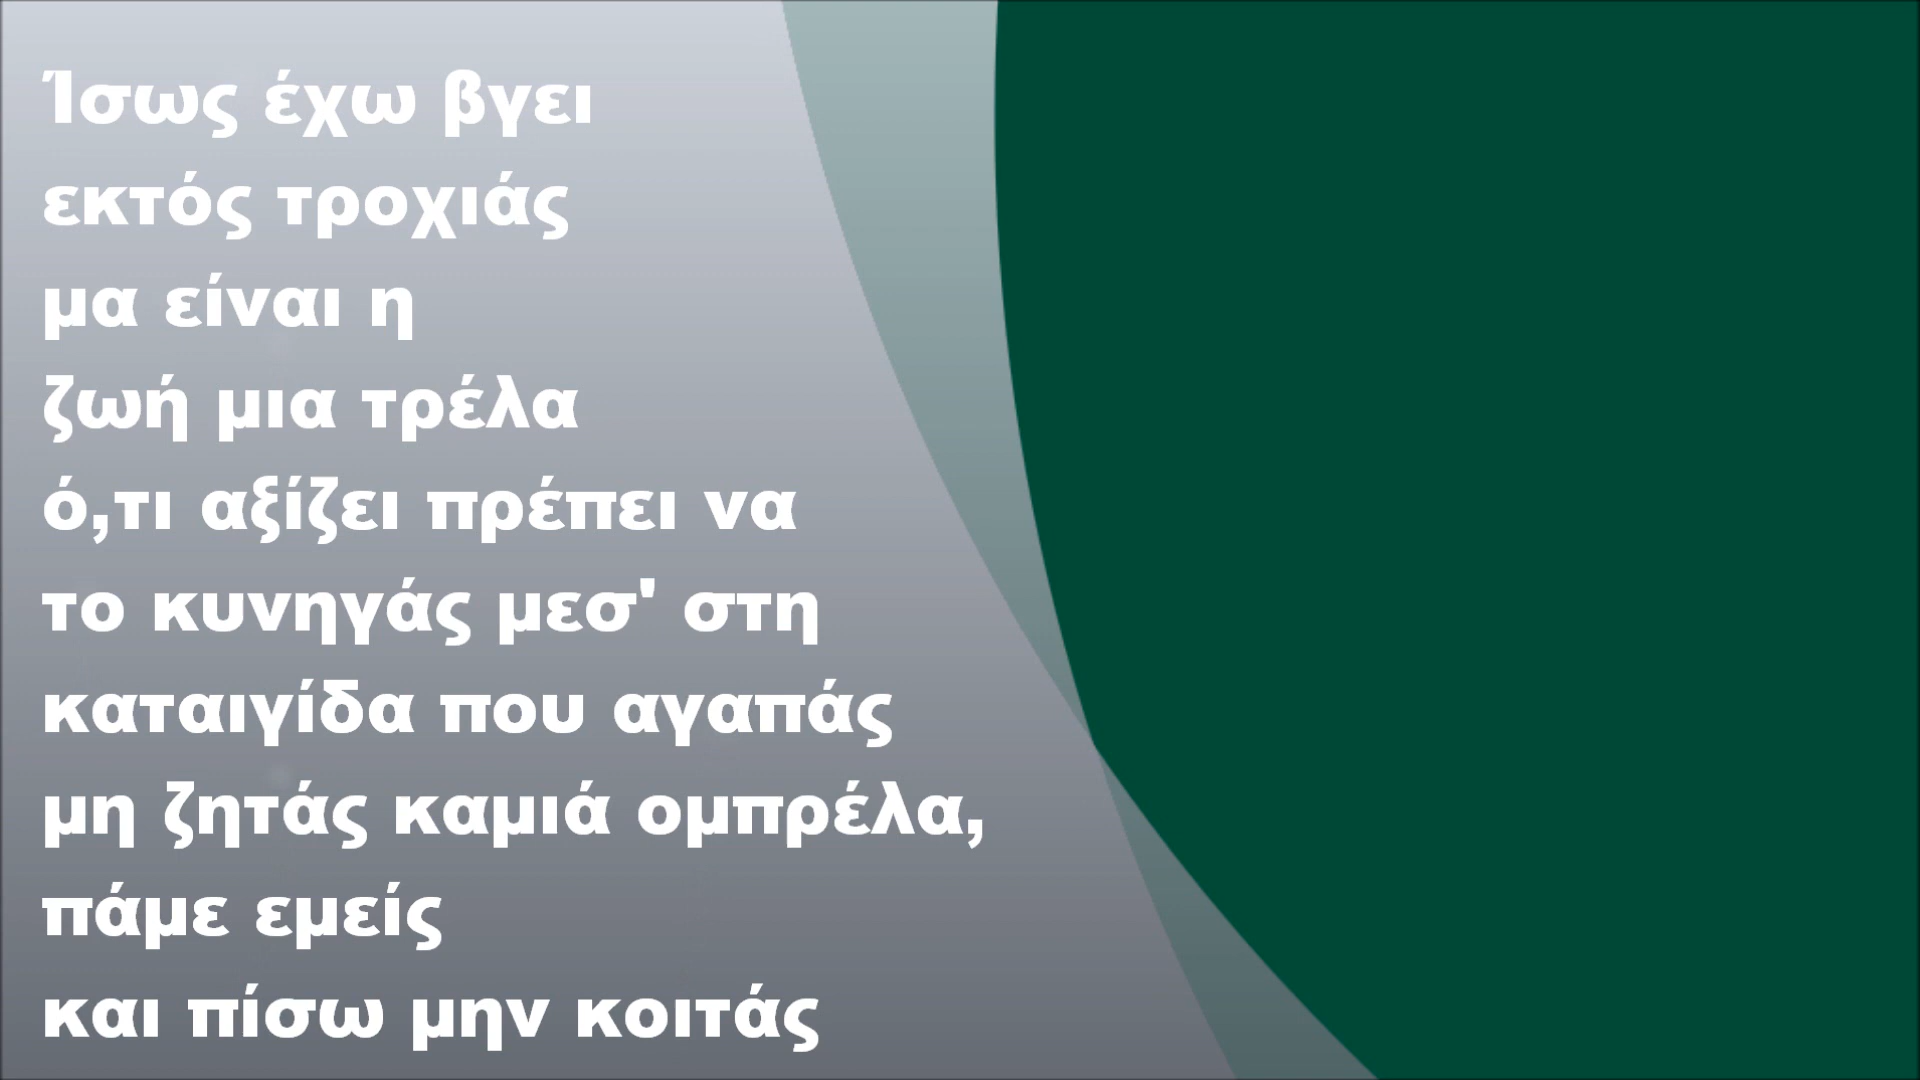 Ίσως έχω βγει
εκτός τροχιάς
μα είναι η
ζωή μια τρέλα
ό,τι αξίζει πρέπει να
το κυνηγάς μεσ' στη
καταιγίδα που αγαπάς
μη ζητάς καμιά ομπρέλα,
πάμε εμείς
και πίσω μην κοιτάς